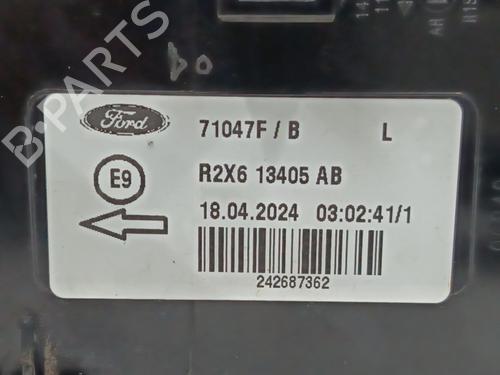 Ford
71047F / B L
E9
R2X6 13405 AB
18.04.2024 03:02:41/1
242687362
B-PARTS